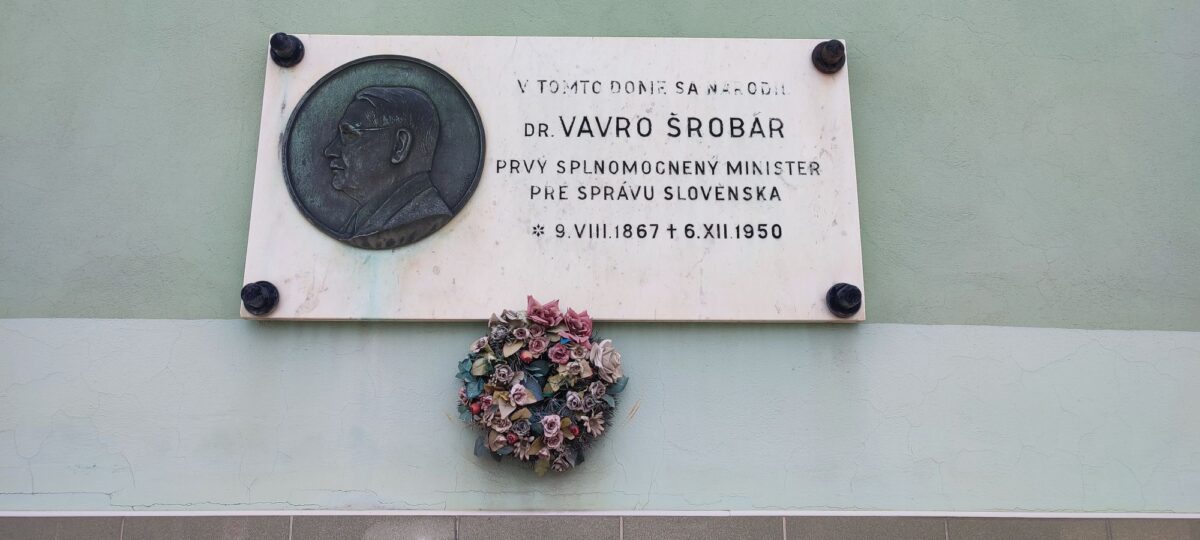 V TOMTO DOME SA NARODIL
DR. VAVRO ŠROBÁR
PRVÝ SPLNOMOCNENÝ MINISTER
PRE SPRÁVU SLOVENSKA
* 9.VIII.1867 † 6.XII.1950